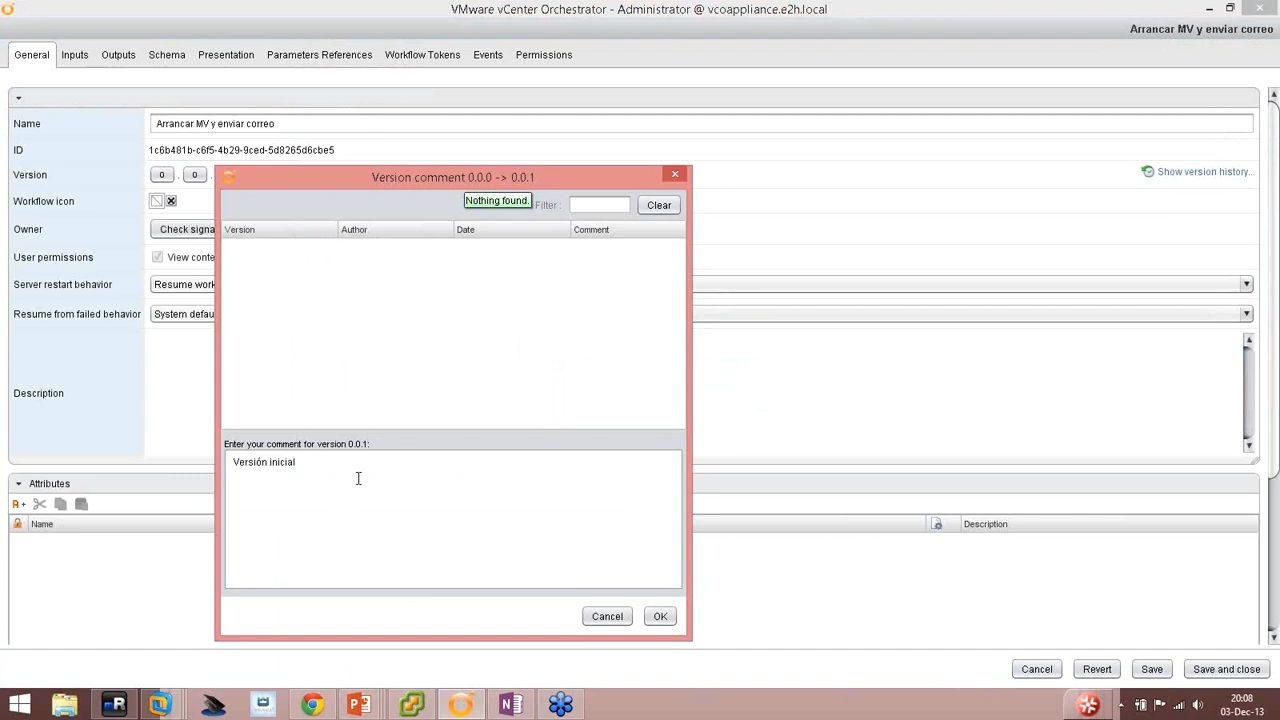 VMware vCenter Orchestrator - Administrator @ vcoappliance.e2h.local
Arrancar MV y enviar correo
General Inputs Outputs Schema Presentation Parameters References Workflow Tokens Events Permissions
Name Arrancar MV y enviar correo
ID 1c6b481b-c6f5-4b29-9ced-5d8265d6cbe5
Version 0 . 0 . Show version history...
Workflow icon
Owner Check signa
User permissions View conte
Server restart behavior Resume work
Resume from failed behavior System defau
Description
Version comment 0.0.0 -> 0.0.1
Nothing found. Filter : Clear
Version Author Date Comment
Enter your comment for version 0.0.1:
Versión inicial
Cancel OK
Attributes
Name Description
Cancel Revert Save Save and close
20:08
03-Dec-13